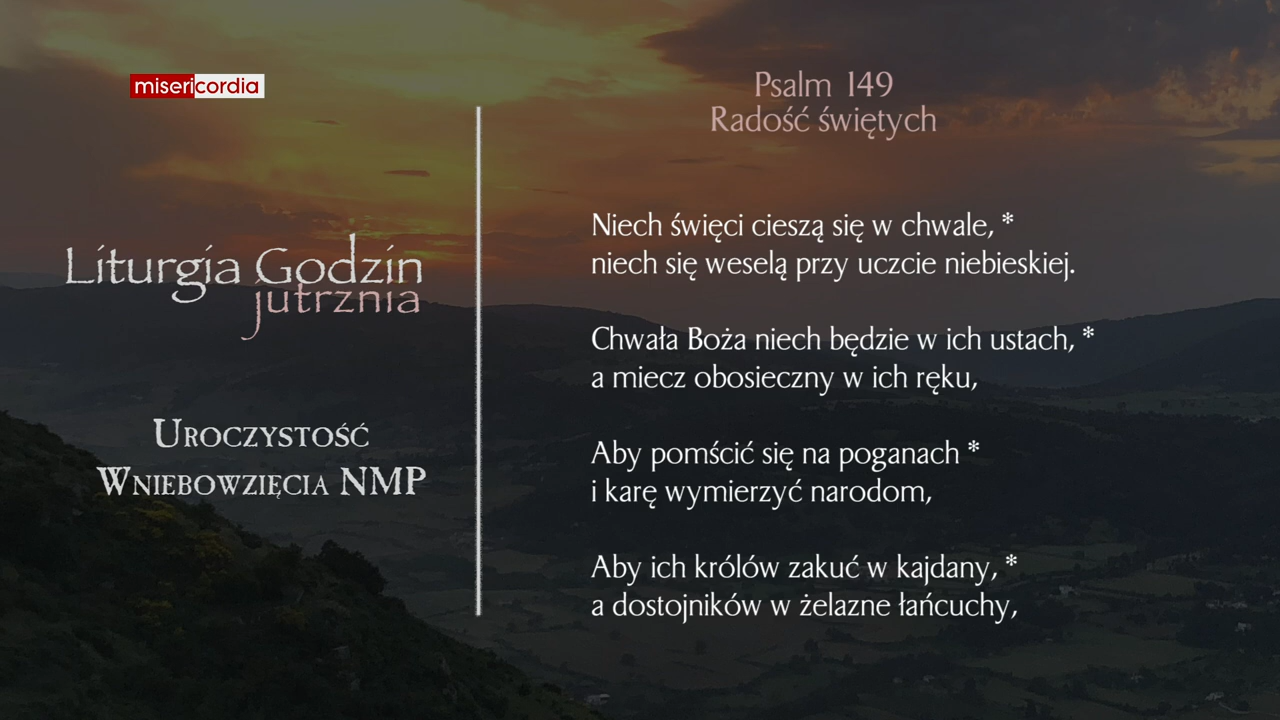 misericordia
Liturgia Godzin
jutrznia
Uroczystość
Wniebowzięcia NMP
Psalm 149
Radość świętych
Niech święci cieszą się w chwale, *
niech się weselą przy uczcie niebieskiej.
Chwała Boża niech będzie w ich ustach, *
a miecz obosieczny w ich ręku,
Aby pomścić się na poganach *
i karę wymierzyć narodom,
Aby ich królów zakuć w kajdany, *
a dostojników w żelazne łańcuchy,